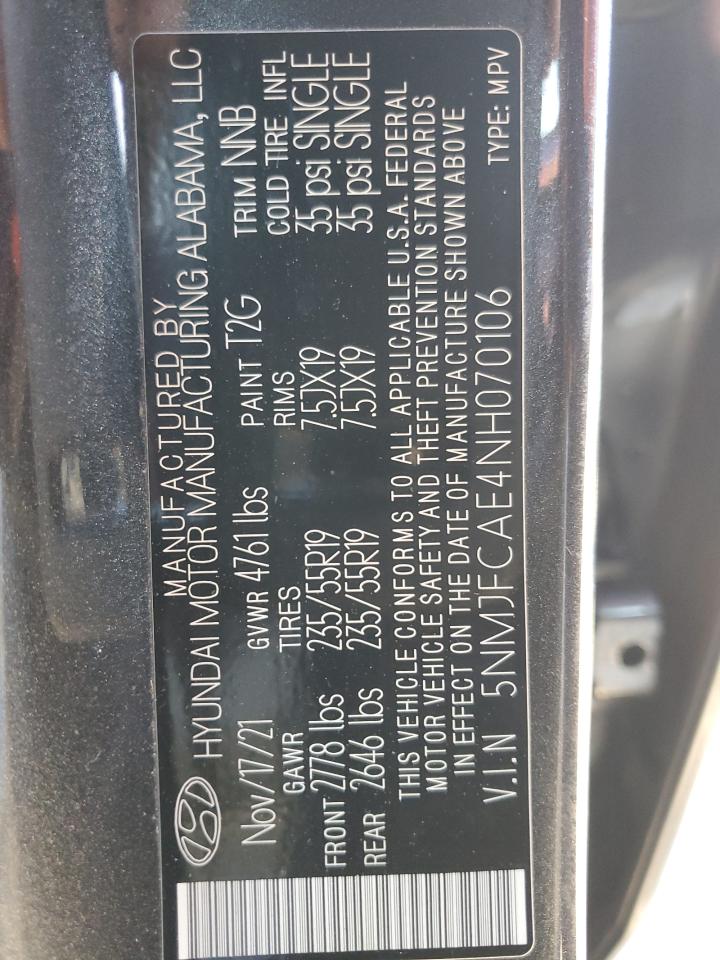 MANUFACTURED BY
HYUNDAI MOTOR MANUFACTURING ALABAMA, LLC
Nov/17/21 GVWR 4761 lbs PAINT T2G TRIM NNB
GAWR TIRES RIMS COLD TIRE INFL
FRONT 2778 lbs 235/55R19 7.5JX19 35 psi SINGLE
REAR 2646 lbs 235/55R19 7.5JX19 35 psi SINGLE
THIS VEHICLE CONFORMS TO ALL APPLICABLE U.S.A. FEDERAL
MOTOR VEHICLE SAFETY AND THEFT PREVENTION STANDARDS
IN EFFECT ON THE DATE OF MANUFACTURE SHOWN ABOVE
V.I.N 5NMJFCAE4NH070106 TYPE: MPV